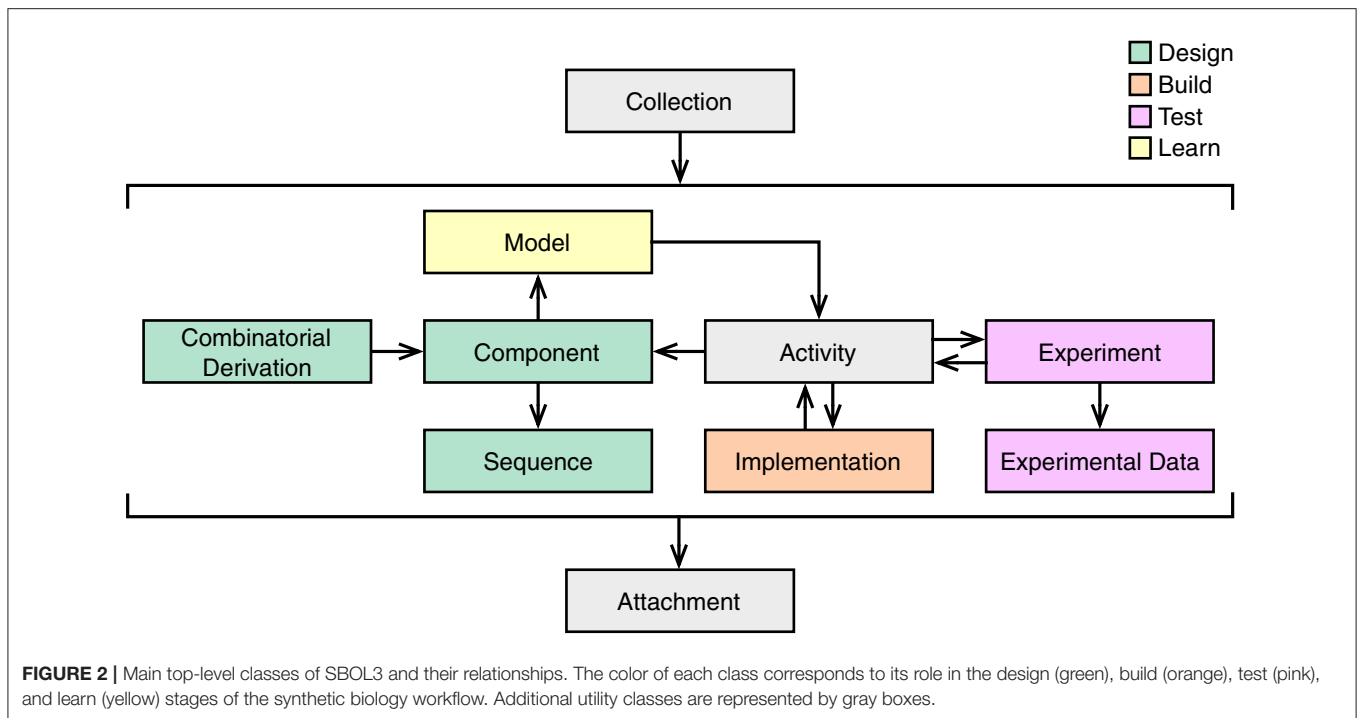 Design
Build
Test
Learn
Collection
Model
Combinatorial
Derivation
Component
Activity
Experiment
Sequence
Implementation
Experimental Data
Attachment
FIGURE 2 | Main top-level classes of SBOL3 and their relationships. The color of each class corresponds to its role in the design (green), build (orange), test (pink),
and learn (yellow) stages of the synthetic biology workflow. Additional utility classes are represented by gray boxes.